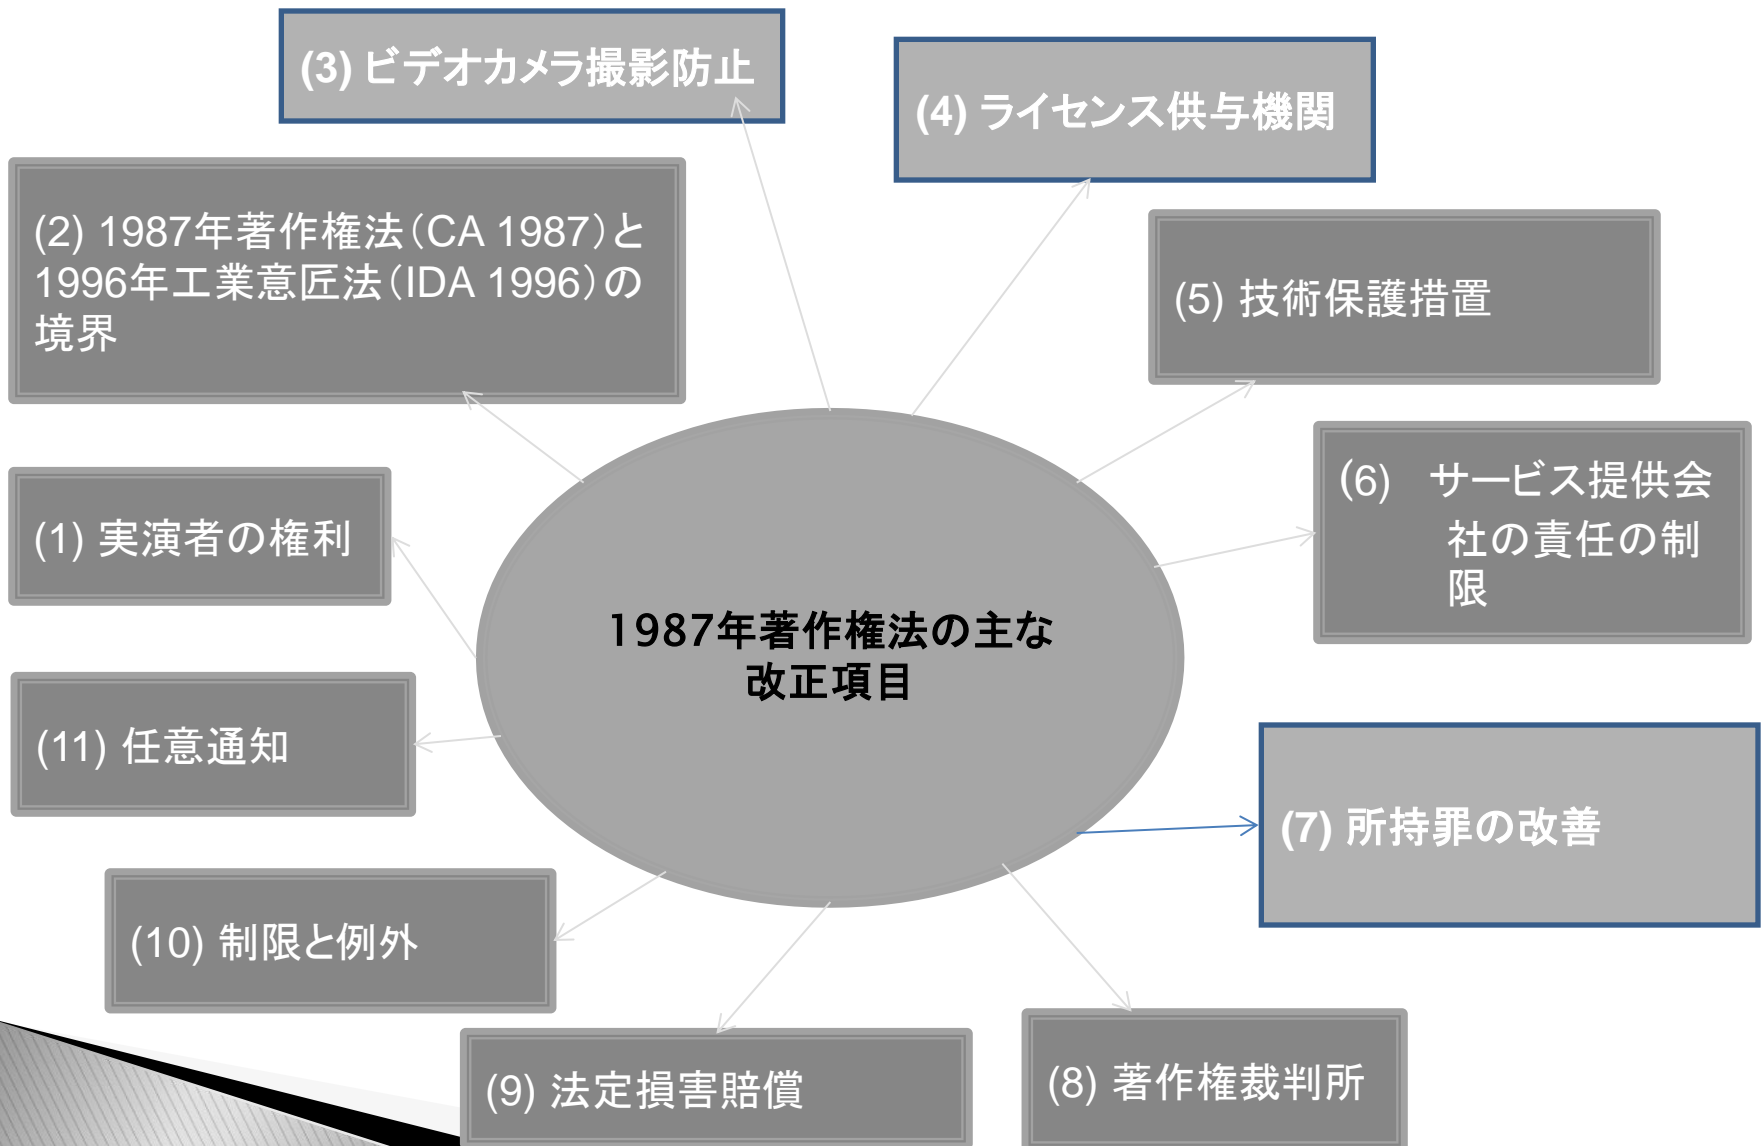 (3) ビデオカメラ撮影防止
(4) ライセンス供与機関
(2) 1987年著作権法（CA 1987）と
1996年工業意匠法（IDA 1996）の
境界
(5) 技術保護措置
(6) サービス提供会
社の責任の制
限
(1) 実演者の権利
1987年著作権法の主な
改正項目
(11) 任意通知
(7) 所持罪の改善
(10) 制限と例外
(9) 法定損害賠償
(8) 著作権裁判所